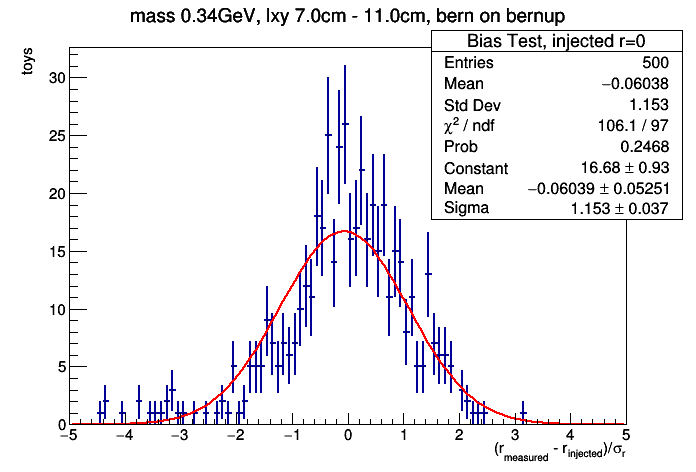 mass 0.34GeV, lxy 7.0cm - 11.0cm, bern on bernup
Bias Test, injected r=0
Entries 500
Mean −0.06038
Std Dev 1.153
χ² / ndf 106.1 / 97
Prob 0.2468
Constant 16.68 ± 0.93
Mean −0.06039 ± 0.05251
Sigma 1.153 ± 0.037
toys
30
25
20
15
10
5
0
−5 −4 −3 −2 −1 0 1 2 3 4 5
(r_measured - r_injected)/σ_r